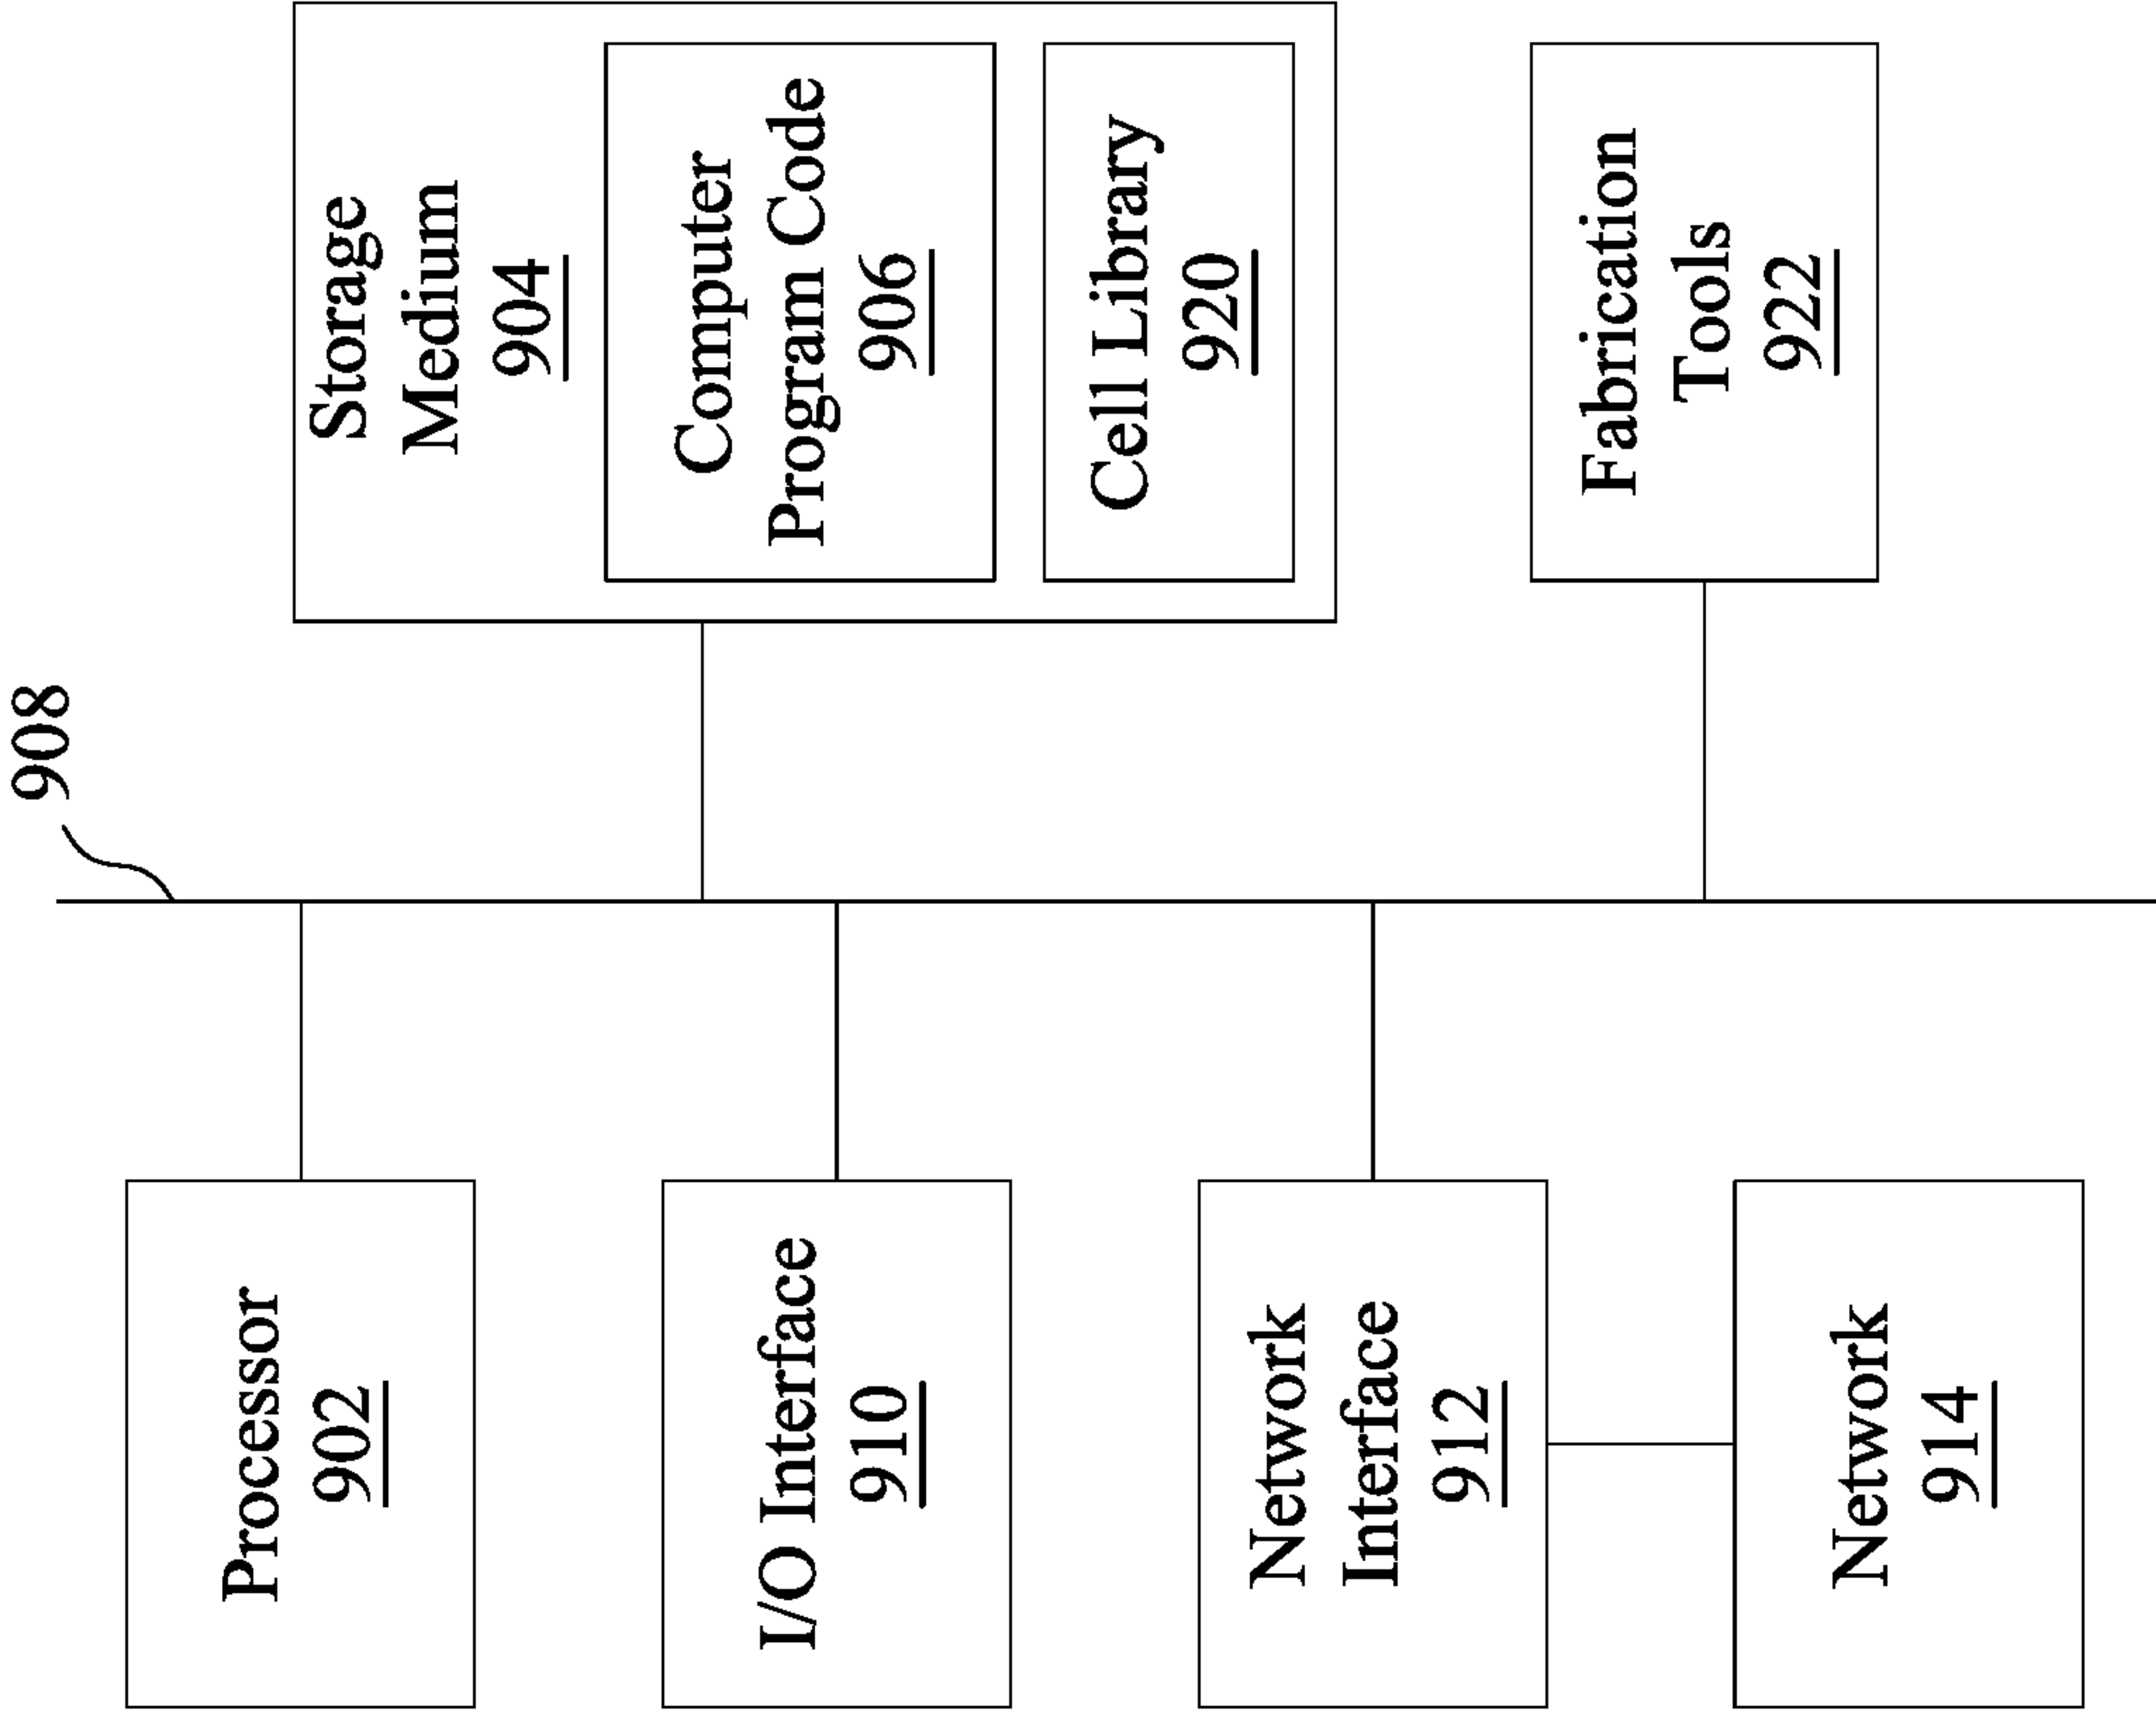 908
Processor
902
I/O Interface
910
Network
Interface
912
Network
914
Storage
Medium
904
Computer
Program Code
906
Cell Library
920
Fabrication
Tools
922